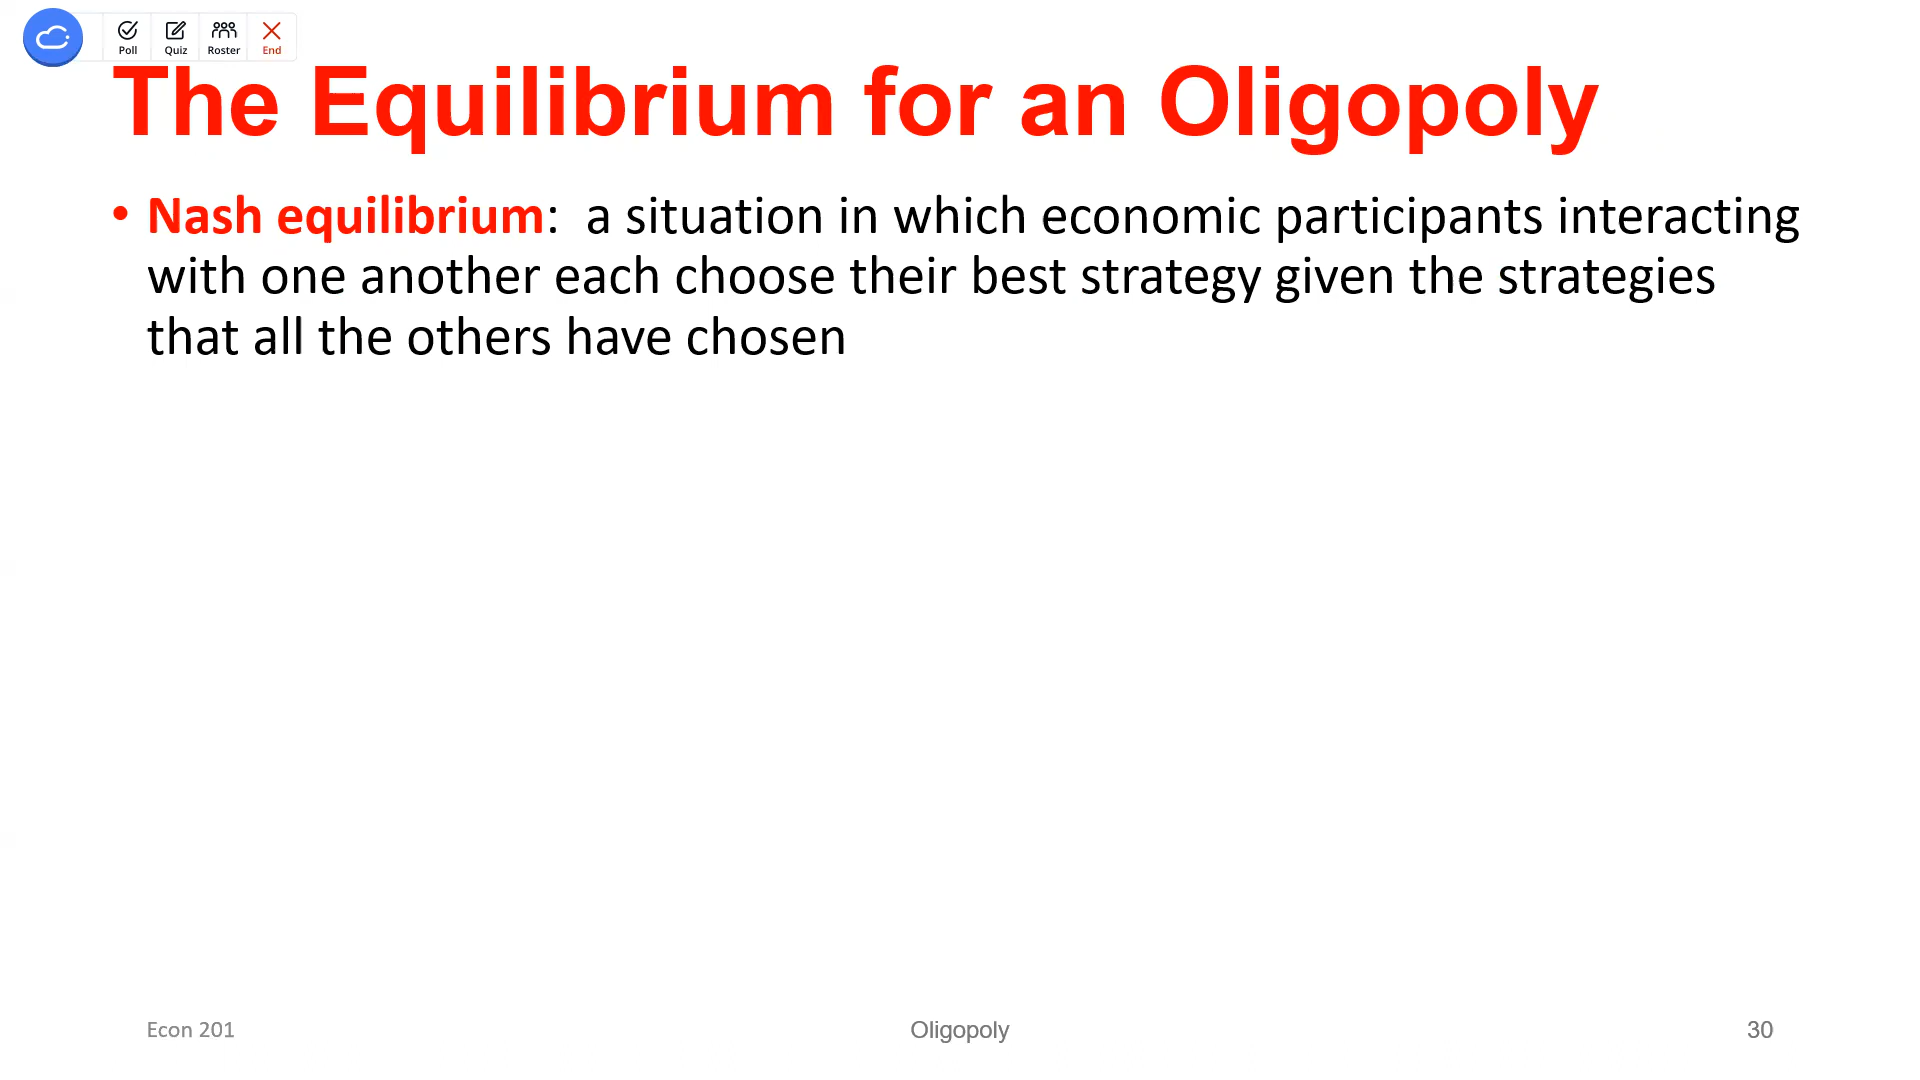 Poll Quiz Roster End
The Equilibrium for an Oligopoly
• Nash equilibrium: a situation in which economic participants interacting
with one another each choose their best strategy given the strategies
that all the others have chosen
Econ 201 Oligopoly 30